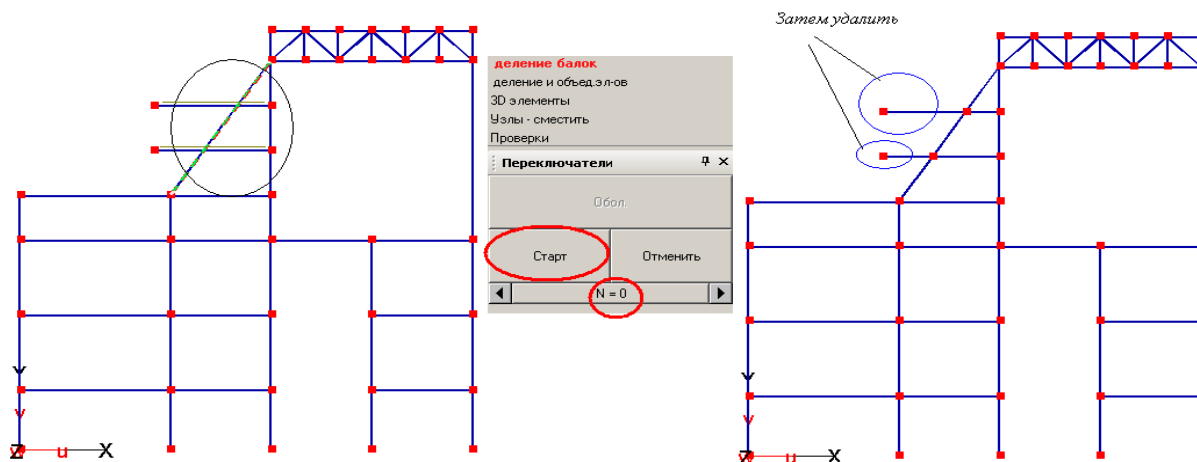 Затем удалить
деление балок
деление и объед.эл-ов
3D элементы
Узлы - сместить
Проверки
Переключатели
Обол.
Старт
Отменить
N = 0
Y
v
Z
u
X
Y
v
Z
u
X